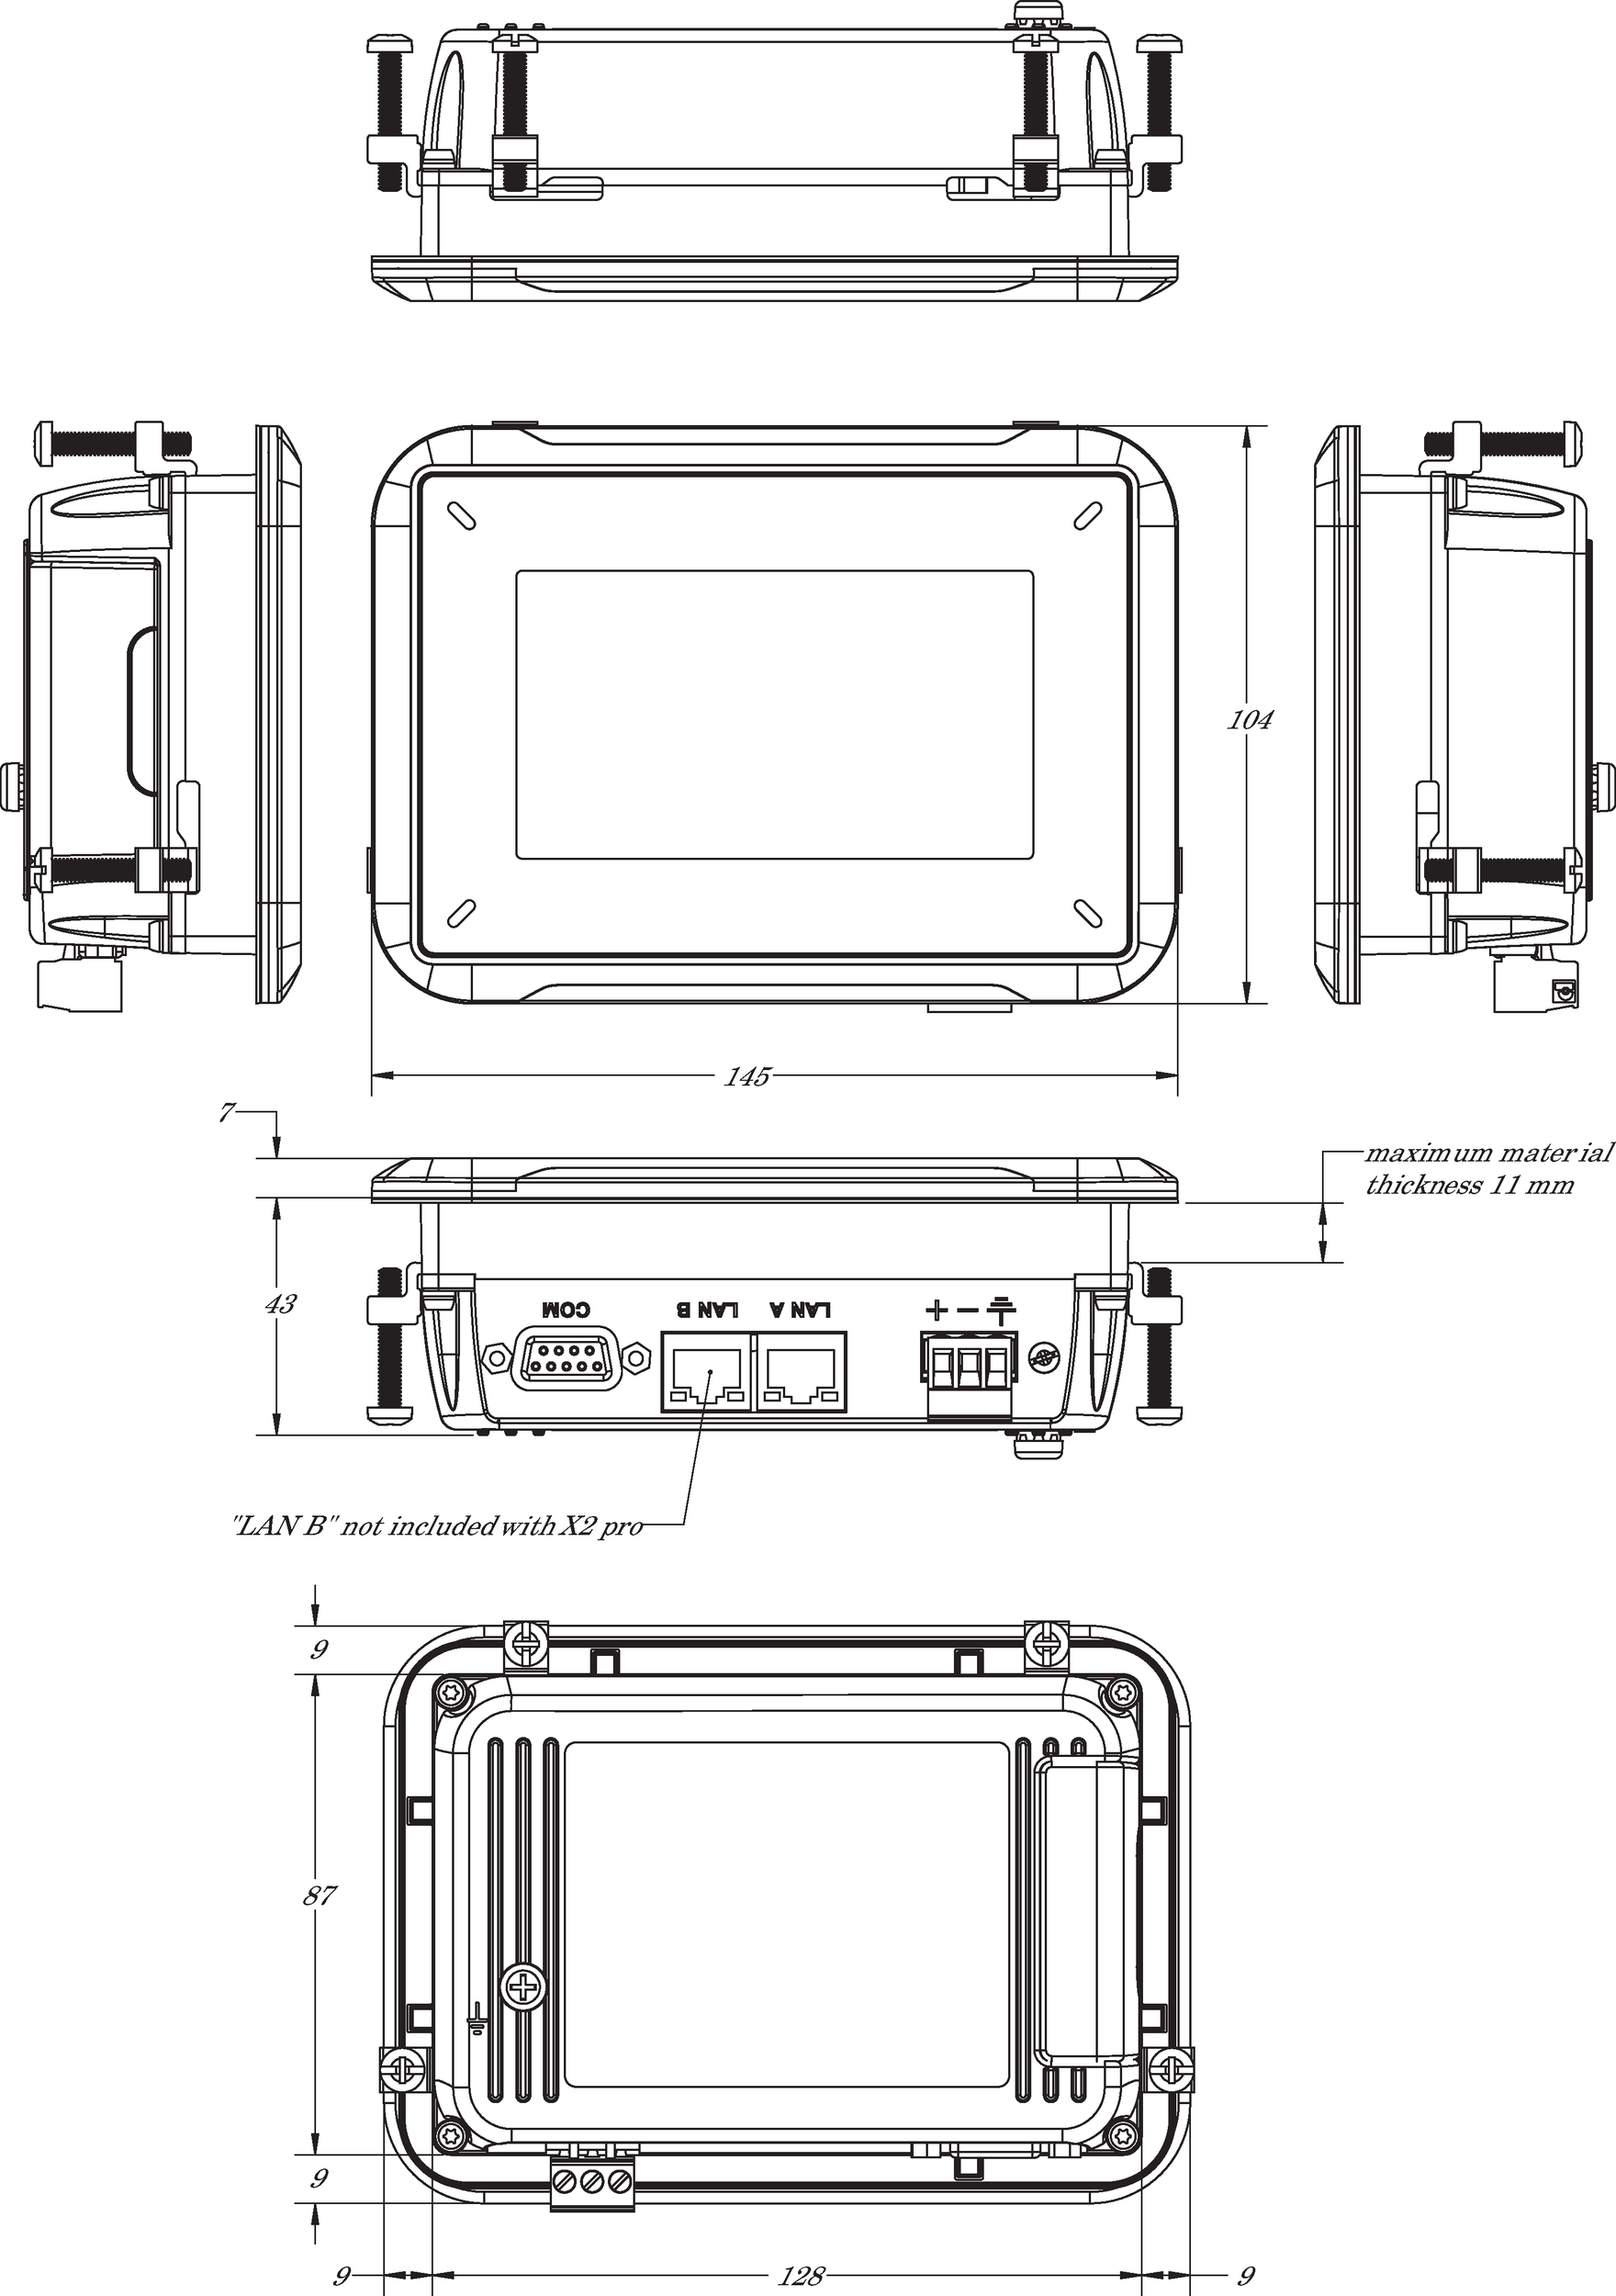 104
145
7
maximum material
thickness 11 mm
43
COM
LAN B
LAN A
+
−
"LAN B" not included with X2 pro
9
87
9
9
128
9